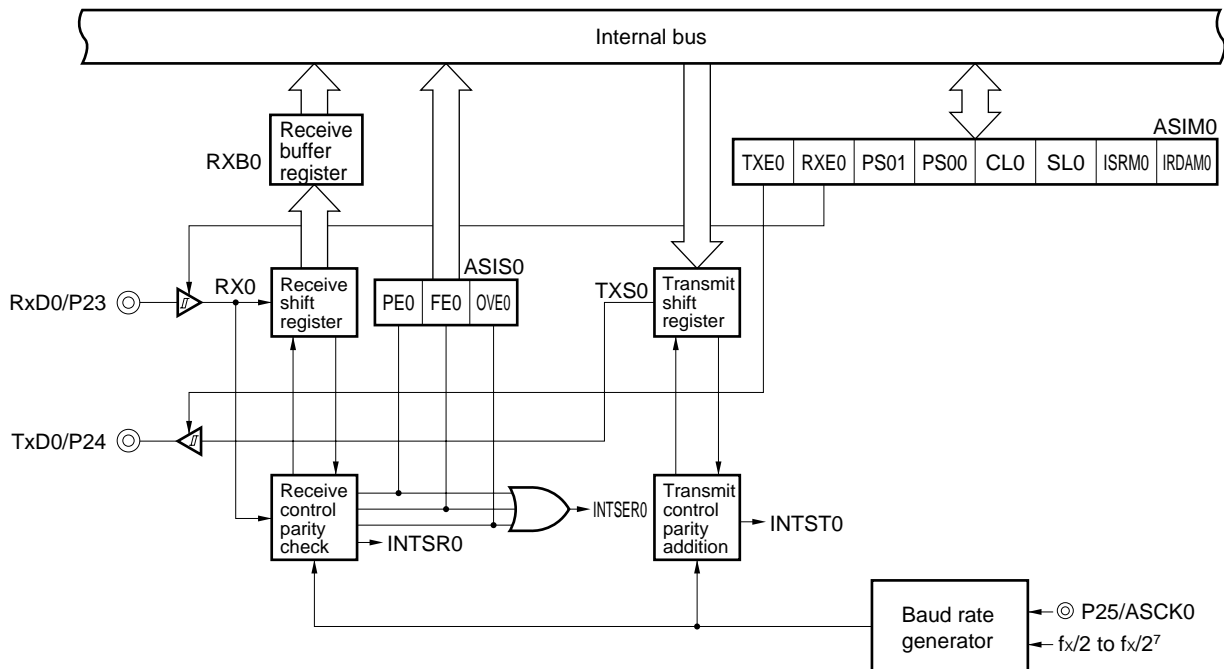 Internal bus
ASIM0
TXE0 RXE0 PS01 PS00 CL0 SL0 ISRM0 IRDAM0
RXB0
Receive
buffer
register
ASIS0
PE0 FE0 OVE0
RxD0/P23
RX0
Receive
shift
register
TXS0
Transmit
shift
register
TxD0/P24
Receive
control
parity
check
INTSER0
INTSR0
Transmit
control
parity
addition
INTST0
Baud rate
generator
P25/ASCK0
fx/2 to fx/2⁷